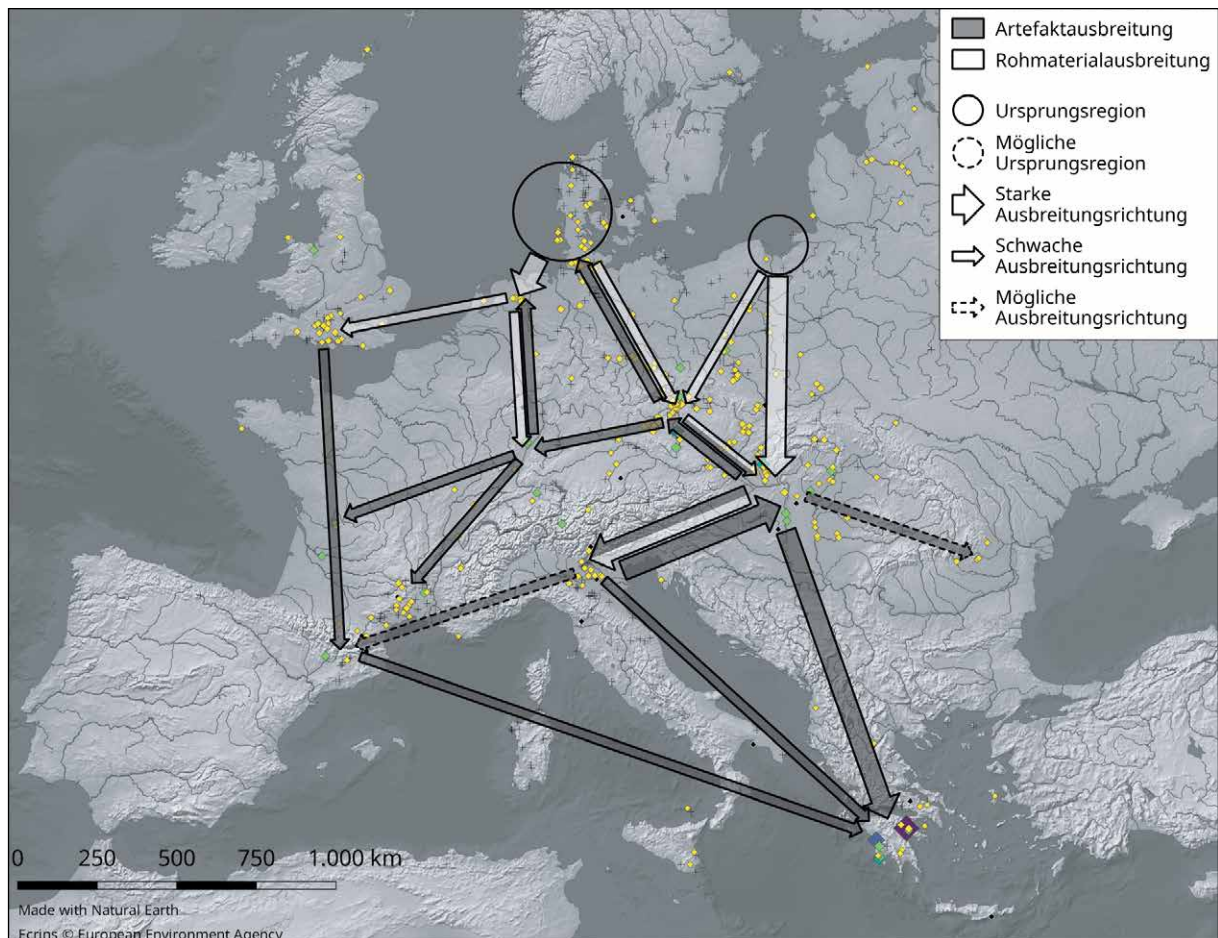 Artefaktausbreitung
Rohmaterialausbreitung
Ursprungsregion
Mögliche
Ursprungsregion
Starke
Ausbreitungsrichtung
Schwache
Ausbreitungsrichtung
Mögliche
Ausbreitungsrichtung
0 250 500 750 1.000 km
Made with Natural Earth
Ecrins © European Environment Agency